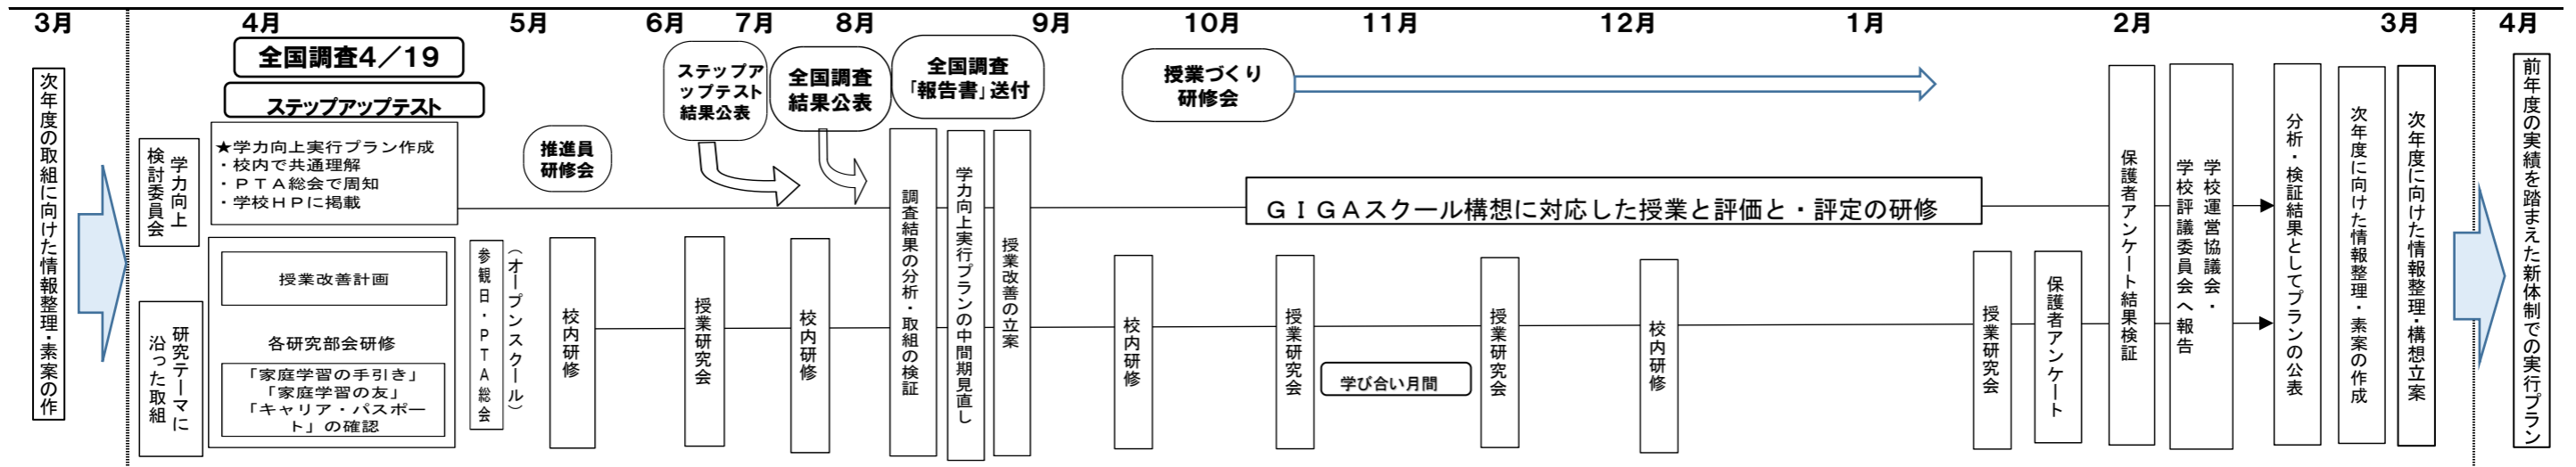 3月
4月
5月
6月
7月
8月
9月
10月
11月
12月
1月
2月
3月
4月
次年度の取組に向けた情報整理・素案の作
全国調査4／19
ステップアップテスト
学力向上
検討委員会
★学力向上実行プラン作成
・校内で共通理解
・ＰＴＡ総会で周知
・学校ＨＰに掲載
研究テーマに
沿った取組
授業改善計画
各研究部会研修
「家庭学習の手引き」
「家庭学習の友」
「キャリア・パスポー
ト」の確認
（オープンスクール）
参観日・ＰＴＡ総会
推進員
研修会
校内研修
ステップア
ップテスト
結果公表
授業研究会
全国調査
結果公表
校内研修
全国調査
「報告書」送付
調査結果の分析・取組の検証
学力向上実行プランの中間期見直し
授業改善の立案
授業づくり
研修会
校内研修
ＧＩＧＡスクール構想に対応した授業と評価と・評定の研修
授業研究会
学び合い月間
授業研究会
校内研修
授業研究会
保護者アンケート
保護者アンケート結果検証
学校運営協議会・
学校評議委員会へ報告
分析・検証結果としてプランの公表
次年度に向けた情報整理・素案の作成
次年度に向けた情報整理・構想立案
前年度の実績を踏まえた新体制での実行プラン